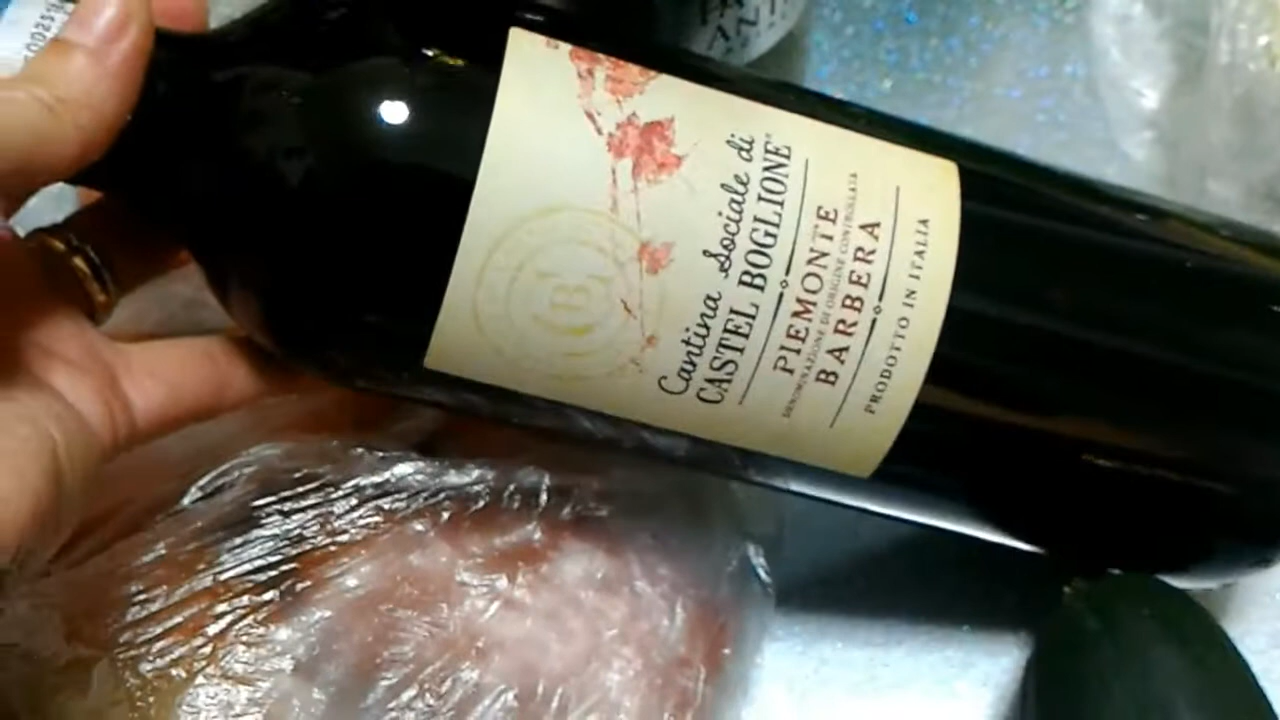 Cantina Sociale di
CASTEL BOGLIONE
PIEMONTE
DENOMINAZIONE DI ORIGINE CONTROLLATA
BARBERA
PRODOTTO IN ITALIA
B